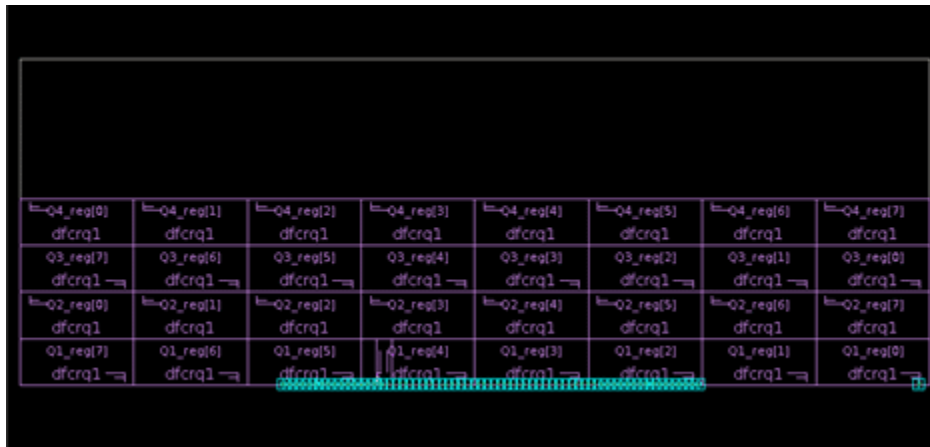 Q4_reg[0] Q4_reg[1] Q4_reg[2] Q4_reg[3] Q4_reg[4] Q4_reg[5] Q4_reg[6] Q4_reg[7]
dfcrq1 dfcrq1 dfcrq1 dfcrq1 dfcrq1 dfcrq1 dfcrq1 dfcrq1
Q3_reg[7] Q3_reg[6] Q3_reg[5] Q3_reg[4] Q3_reg[3] Q3_reg[2] Q3_reg[1] Q3_reg[0]
dfcrq1 dfcrq1 dfcrq1 dfcrq1 dfcrq1 dfcrq1 dfcrq1 dfcrq1
Q2_reg[0] Q2_reg[1] Q2_reg[2] Q2_reg[3] Q2_reg[4] Q2_reg[5] Q2_reg[6] Q2_reg[7]
dfcrq1 dfcrq1 dfcrq1 dfcrq1 dfcrq1 dfcrq1 dfcrq1 dfcrq1
Q1_reg[7] Q1_reg[6] Q1_reg[5] Q1_reg[4] Q1_reg[3] Q1_reg[2] Q1_reg[1] Q1_reg[0]
dfcrq1 dfcrq1 dfcrq1 dfcrq1 dfcrq1 dfcrq1 dfcrq1 dfcrq1